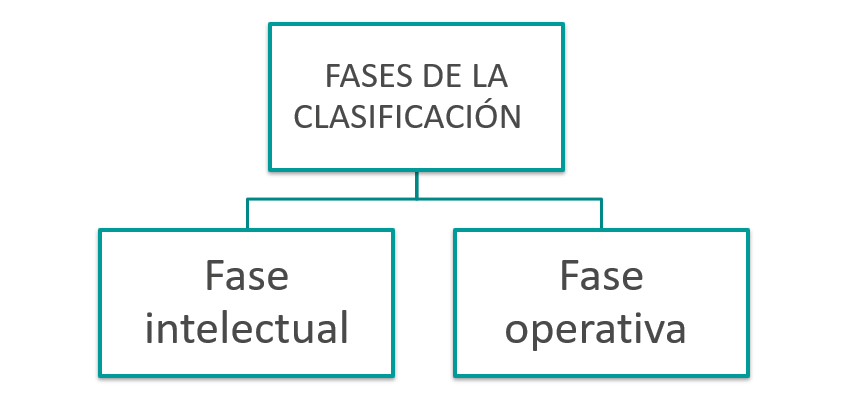 FASES DE LA
CLASIFICACIÓN
Fase
intelectual
Fase
operativa